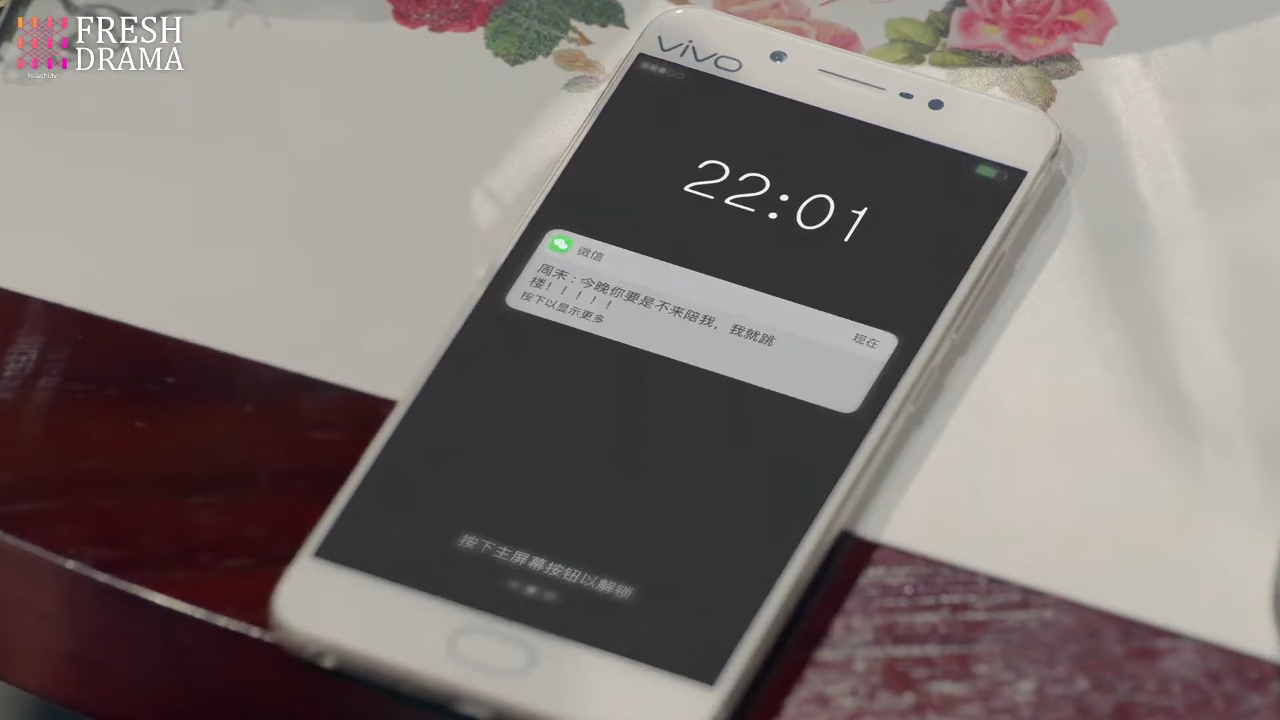 FRESH
DRAMA
huashi.tv
vivo
22:01
微信
现在
周末：今晚你要是不来陪我，我就跳
楼！！！！！
按下以显示更多
按下主屏幕按钮以解锁